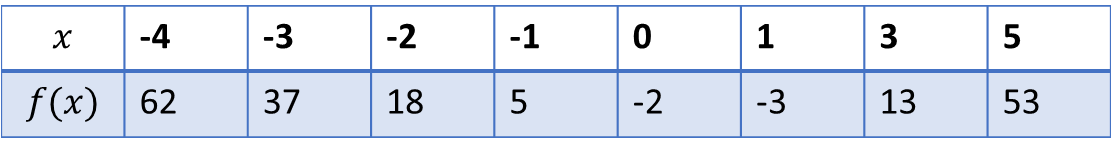 x -4 -3 -2 -1 0 1 3 5
f(x) 62 37 18 5 -2 -3 13 53